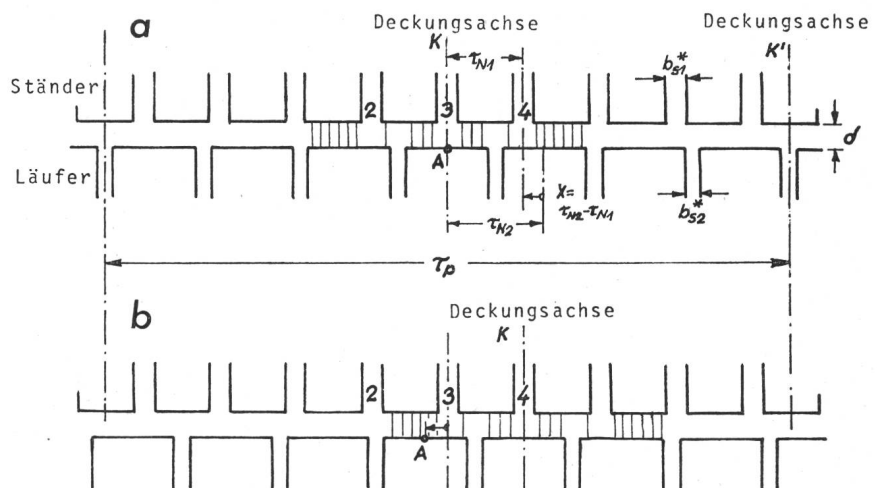 a
Deckungsachse
K
Deckungsachse
K'
τN1
b*S1
Ständer
2
3
4
δ
A
Läufer
τN2
X=
τN2-τN1
b*S2
τp
b
Deckungsachse
K
2
3
4
A